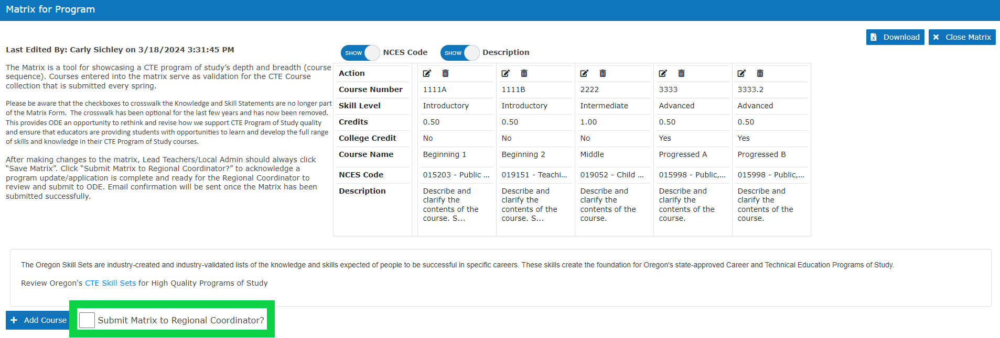 Matrix for Program
Download
Close Matrix
Last Edited By: Carly Sichley on 3/18/2024 3:31:45 PM
The Matrix is a tool for showcasing a CTE program of study’s depth and breadth (course
sequence). Courses entered into the matrix serve as validation for the CTE Course
collection that is submitted every spring.
Please be aware that the checkboxes to crosswalk the Knowledge and Skill Statements are no longer part
of the Matrix Form.  The crosswalk has been optional for the last few years and has now been removed.
This provides ODE an opportunity to rethink and revise how we support CTE Program of Study quality
and ensure that educators are providing students with opportunities to learn and develop the full range
of skills and knowledge in their CTE Program of Study courses.
After making changes to the matrix, Lead Teachers/Local Admin should always click
“Save Matrix”. Click “Submit Matrix to Regional Coordinator?” to acknowledge a
program update/application is complete and ready for the Regional Coordinator to
review and submit to ODE. Email confirmation will be sent once the Matrix has been
submitted successfully.
SHOW NCES Code SHOW Description
Action
Course Number 1111A 1111B 2222 3333 3333.2
Skill Level Introductory Introductory Intermediate Advanced Advanced
Credits 0.50 0.50 1.00 0.50 0.50
College Credit No No No Yes Yes
Course Name Beginning 1 Beginning 2 Middle Progressed A Progressed B
NCES Code 015203 - Public ... 019151 - Teachi... 019052 - Child ... 015998 - Public,... 015998 - Public,...
Description Describe and Describe and Describe and Describe and Describe and
clarify the clarify the clarify the clarify the clarify the
contents of the contents of the contents of the contents of the contents of the
course. S... course. S... course. course. course.
The Oregon Skill Sets are industry-created and industry-validated lists of the knowledge and skills expected of people to be successful in specific careers. These skills create the foundation for Oregon's state-approved Career and Technical Education Programs of Study.
Review Oregon's CTE Skill Sets for High Quality Programs of Study
Add Course
Submit Matrix to Regional Coordinator?